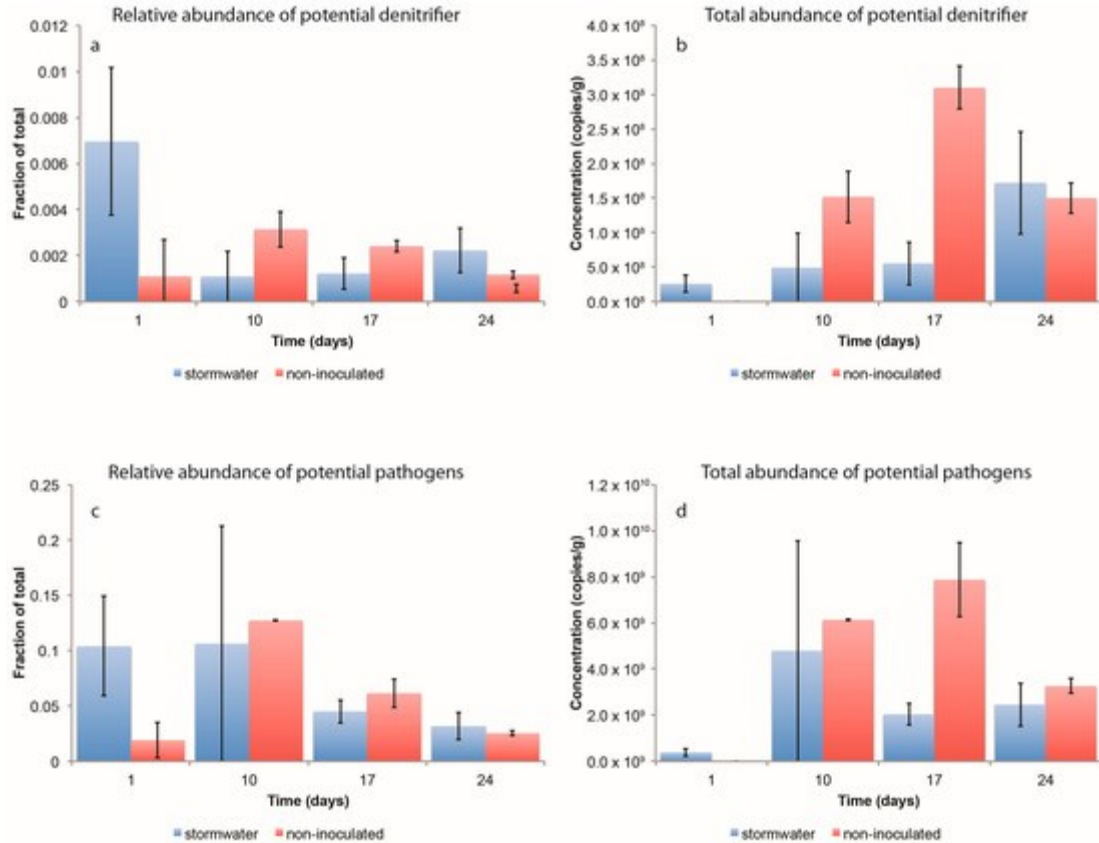 Relative abundance of potential denitrifier
0.012
0.01
0.008
0.006
0.004
0.002
0
a
Fraction of total
1 10 17 24
Time (days)
stormwater non-inoculated
Total abundance of potential denitrifier
4.0 x 10⁸
3.5 x 10⁸
3.0 x 10⁸
2.5 x 10⁸
2.0 x 10⁸
1.5 x 10⁸
1.0 x 10⁸
5.0 x 10⁸
0.0 x 10⁸
b
Concentration (copies/g)
1 10 17 24
Time (days)
stormwater non-inoculated
Relative abundance of potential pathogens
0.25
0.2
0.15
0.1
0.05
0
c
Fraction of total
1 10 17 24
Time (days)
stormwater non-inoculated
Total abundance of potential pathogens
1.2 x 10¹⁰
1.0 x 10¹⁰
8.0 x 10⁹
6.0 x 10⁹
4.0 x 10⁹
2.0 x 10⁹
0.0 x 10⁹
d
Concentration (copies/g)
1 10 17 24
Time (days)
stormwater non-inoculated